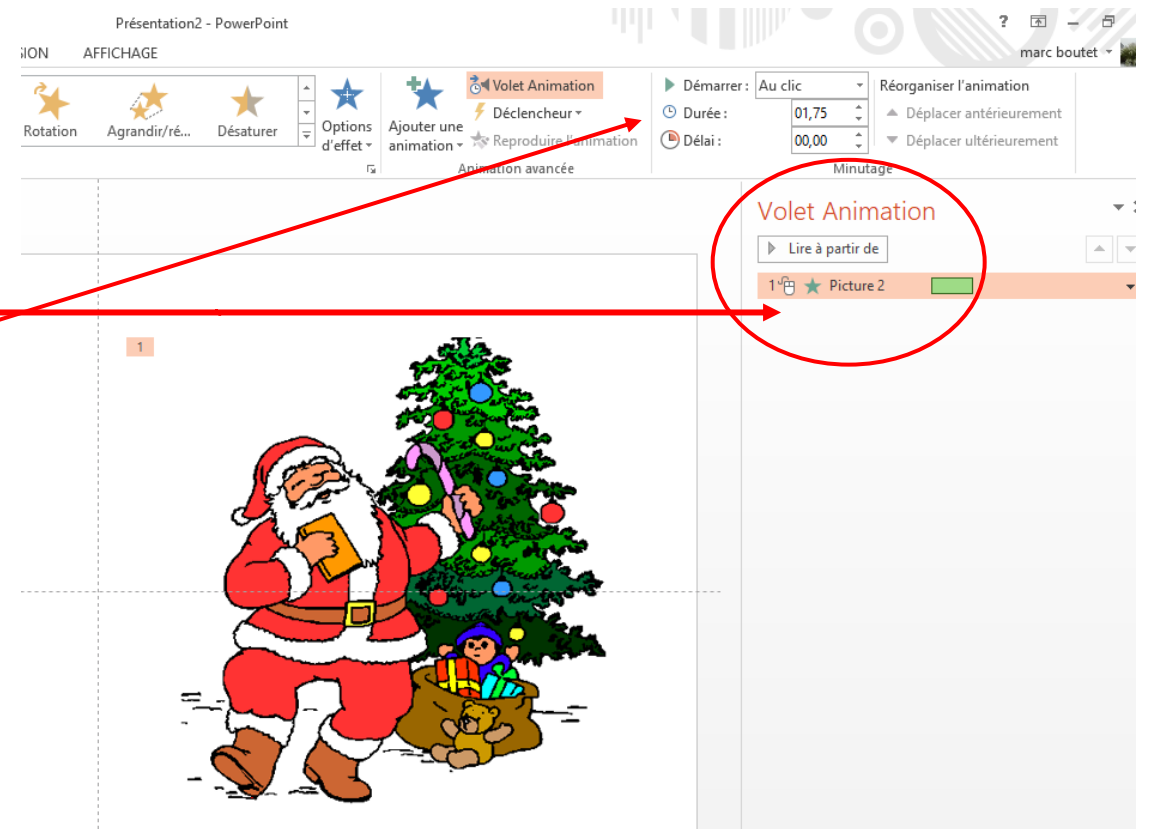 Présentation2 - PowerPoint
?
SION AFFICHAGE
marc boutet
Rotation Agrandir/ré... Désaturer
Options d'effet
Ajouter une animation
Volet Animation
Déclencheur
Reproduire l'animation
Animation avancée
Démarrer : Au clic
Durée : 01,75
Délai : 00,00
Réorganiser l'animation
Déplacer antérieurement
Déplacer ultérieurement
Minutage
Volet Animation
Lire à partir de
1 Picture 2
1